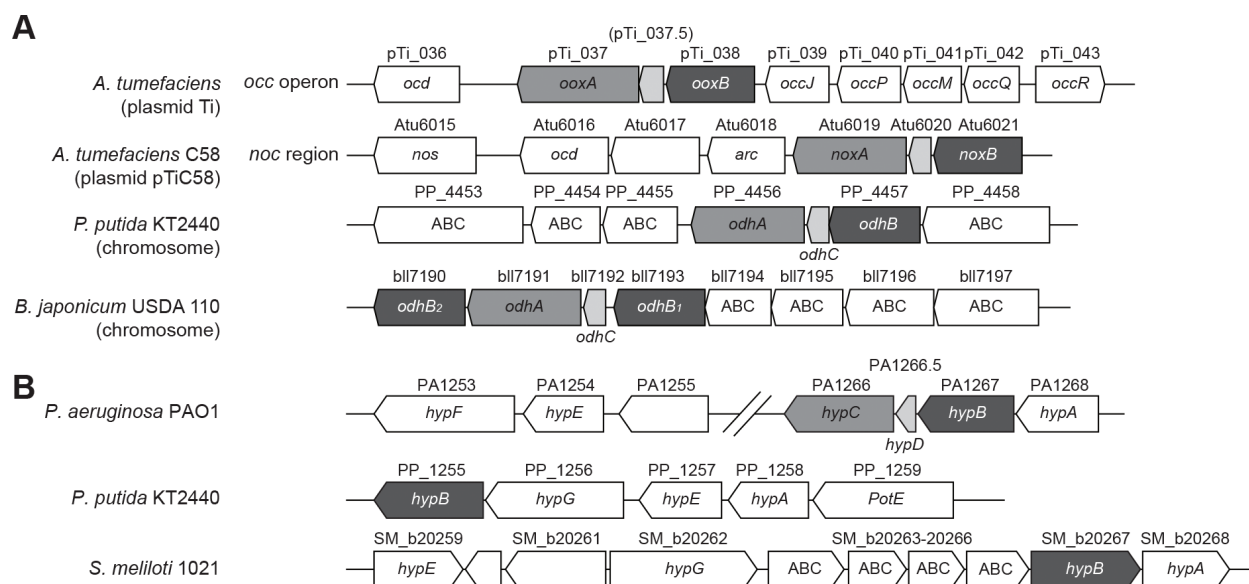 A
(pTi_037.5)
pTi_036 pTi_037 pTi_038 pTi_039 pTi_040 pTi_041 pTi_042 pTi_043
A. tumefaciens
(plasmid Ti)
occ operon
ocd ooxA ooxB occJ occP occM occQ occR
Atu6015 Atu6016 Atu6017 Atu6018 Atu6019 Atu6020 Atu6021
A. tumefaciens C58
(plasmid pTiC58)
noc region
nos ocd arc noxA noxB
PP_4453 PP_4454 PP_4455 PP_4456 PP_4457 PP_4458
P. putida KT2440
(chromosome)
ABC ABC ABC odhA odhB ABC
odhC
bll7190 bll7191 bll7192 bll7193 bll7194 bll7195 bll7196 bll7197
B. japonicum USDA 110
(chromosome)
odhB2 odhA odhB1 ABC ABC ABC ABC
odhC
B
PA1266.5
PA1253 PA1254 PA1255 PA1266 PA1267 PA1268
P. aeruginosa PAO1
hypF hypE hypC hypB hypA
hypD
PP_1255 PP_1256 PP_1257 PP_1258 PP_1259
P. putida KT2440
hypB hypG hypE hypA PotE
SM_b20259 SM_b20261 SM_b20262 SM_b20263-20266 SM_b20267 SM_b20268
S. meliloti 1021
hypE hypG ABC ABC ABC ABC hypB hypA